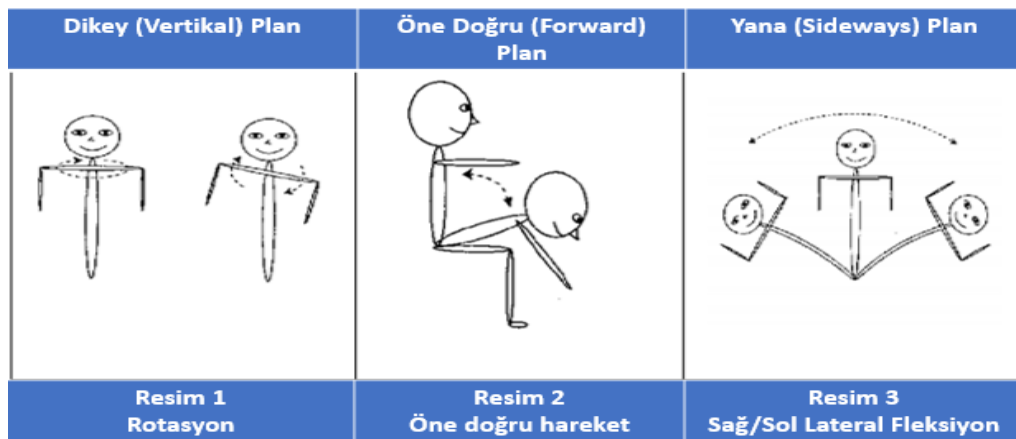 Dikey (Vertikal) Plan
Öne Doğru (Forward)
Plan
Yana (Sideways) Plan
Resim 1
Rotasyon
Resim 2
Öne doğru hareket
Resim 3
Sağ/Sol Lateral Fleksiyon